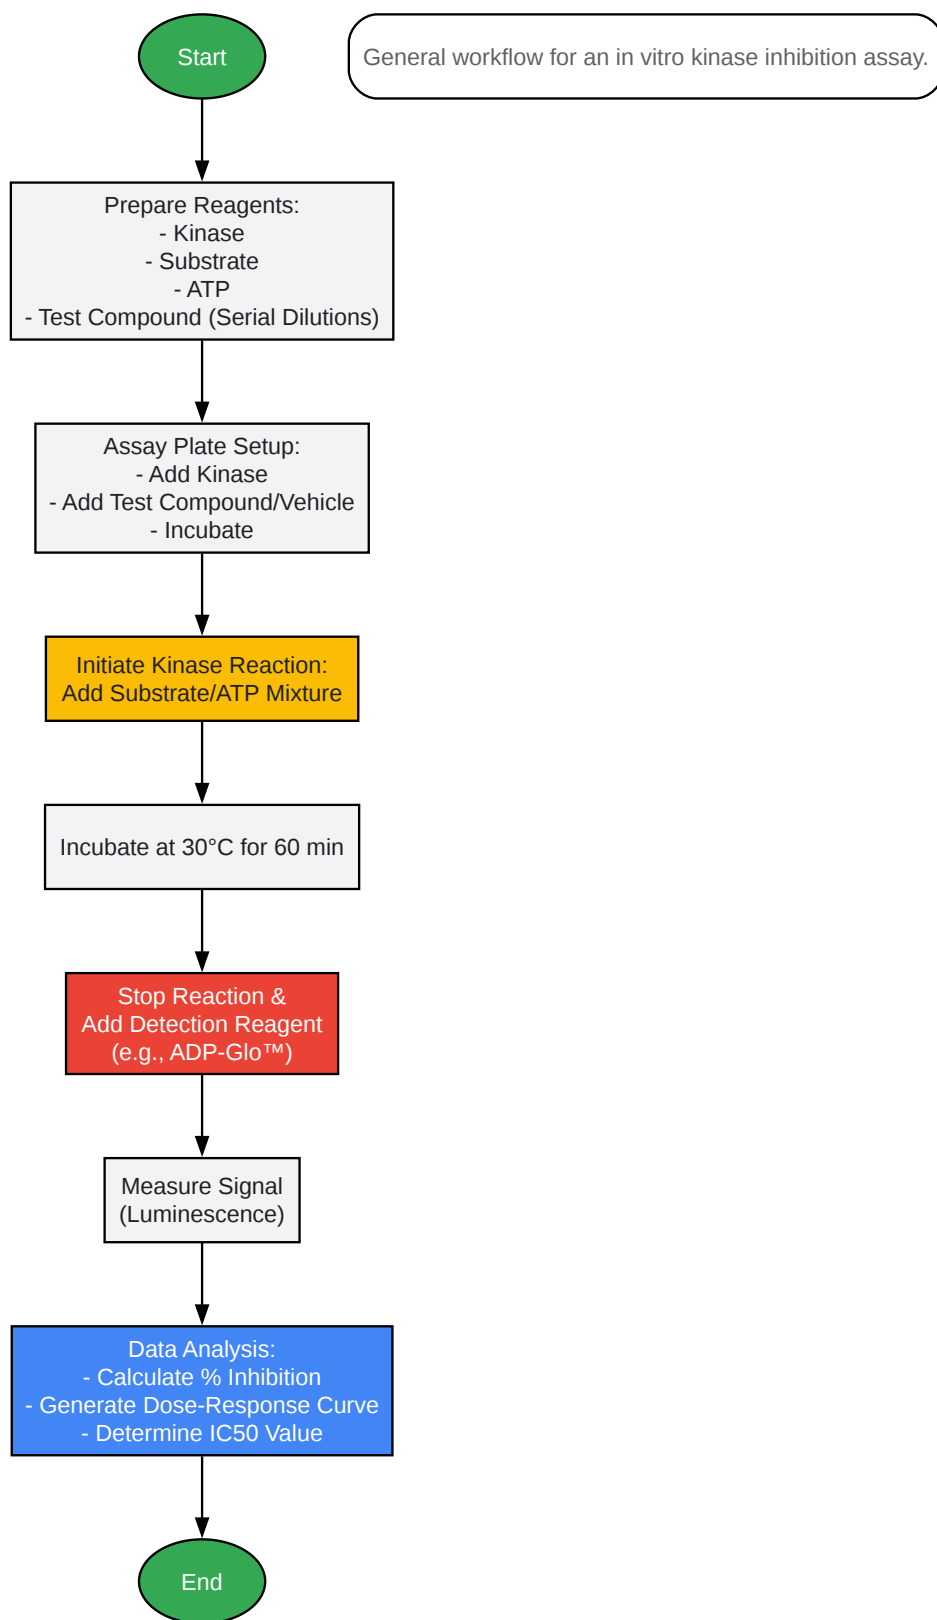 Start
General workflow for an in vitro kinase inhibition assay.
Prepare Reagents:
- Kinase
- Substrate
- ATP
- Test Compound (Serial Dilutions)
Assay Plate Setup:
- Add Kinase
- Add Test Compound/Vehicle
- Incubate
Initiate Kinase Reaction:
Add Substrate/ATP Mixture
Incubate at 30°C for 60 min
Stop Reaction &
Add Detection Reagent
(e.g., ADP-Glo™)
Measure Signal
(Luminescence)
Data Analysis:
- Calculate % Inhibition
- Generate Dose-Response Curve
- Determine IC50 Value
End